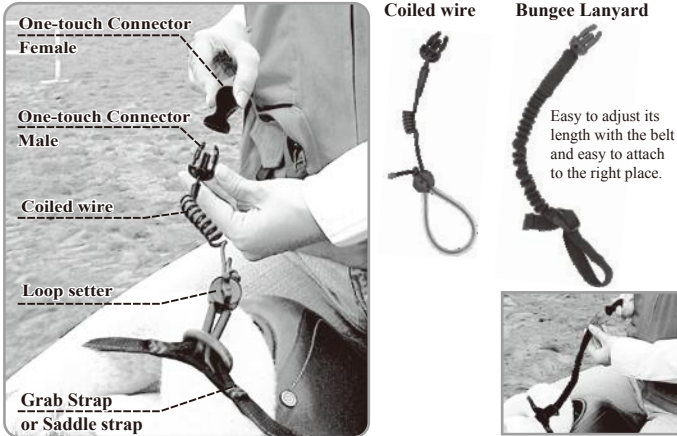 One-touch Connector
Female
One-touch Connector
Male
Coiled wire
Loop setter
Grab Strap
or Saddle strap
Coiled wire
Bungee Lanyard
Easy to adjust its
length with the belt
and easy to attach
to the right place.